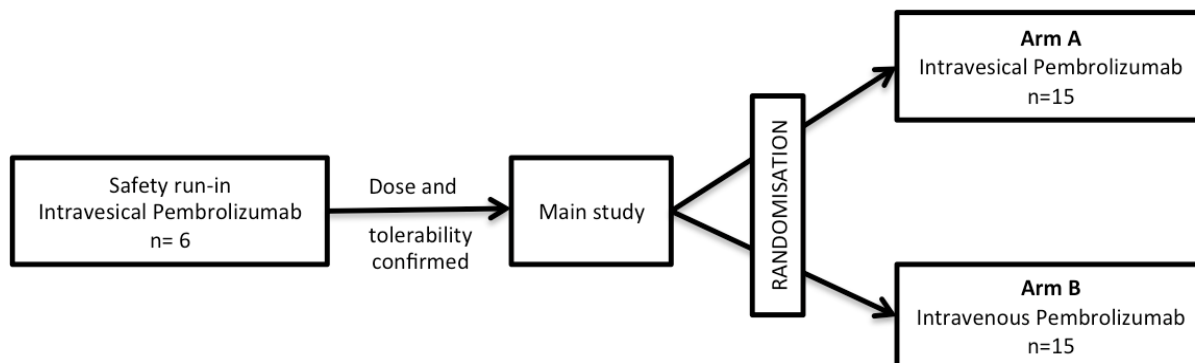 Safety run-in
Intravesical Pembrolizumab
n= 6
Dose and
tolerability
confirmed
Main study
RANDOMISATION
Arm A
Intravesical Pembrolizumab
n=15
Arm B
Intravenous Pembrolizumab
n=15